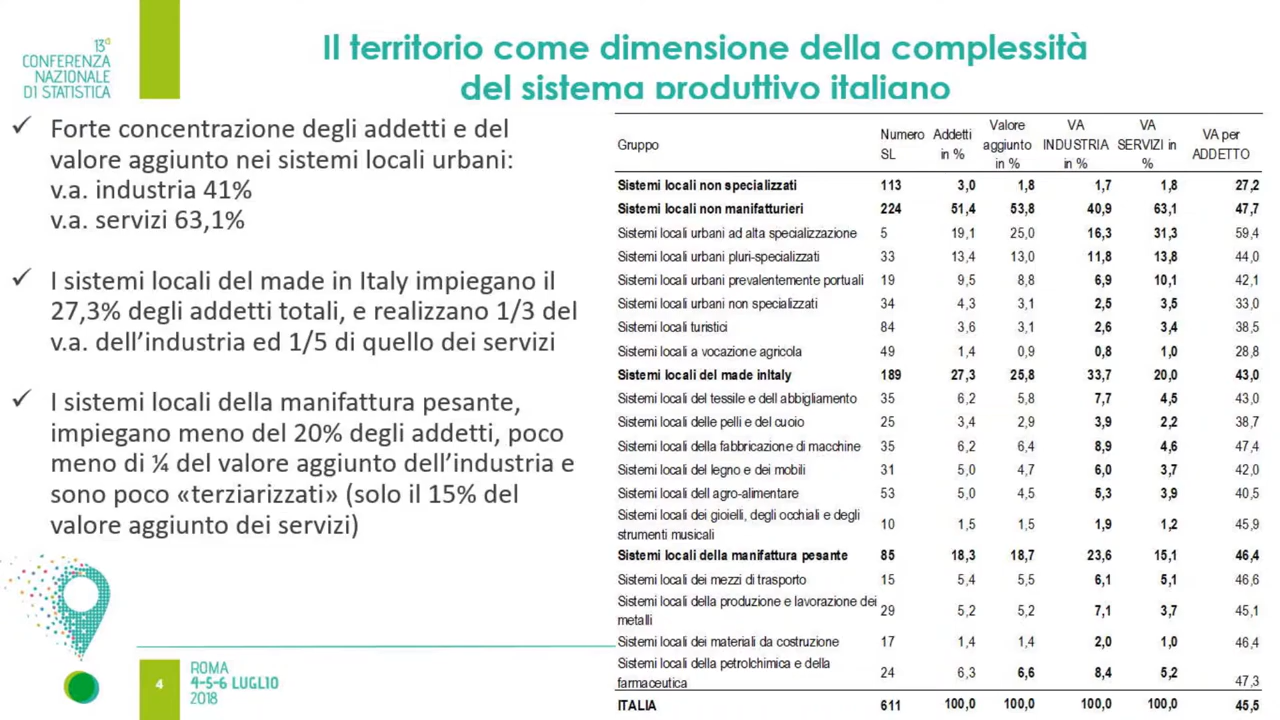 13a
CONFERENZA
NAZIONALE
DI STATISTICA
Il territorio come dimensione della complessità
del sistema produttivo italiano
✓ Forte concentrazione degli addetti e del
valore aggiunto nei sistemi locali urbani:
v.a. industria 41%
v.a. servizi 63,1%
✓ I sistemi locali del made in Italy impiegano il
27,3% degli addetti totali, e realizzano 1/3 del
v.a. dell’industria ed 1/5 di quello dei servizi
✓ I sistemi locali della manifattura pesante,
impiegano meno del 20% degli addetti, poco
meno di ¼ del valore aggiunto dell’industria e
sono poco «terziarizzati» (solo il 15% del
valore aggiunto dei servizi)
Gruppo Numero SL Addetti in % Valore aggiunto in % VA INDUSTRIA in % VA SERVIZI in % VA per ADDETTO
Sistemi locali non specializzati 113 3,0 1,8 1,7 1,8 27,2
Sistemi locali non manifatturieri 224 51,4 53,8 40,9 63,1 47,7
Sistemi locali urbani ad alta specializzazione 5 19,1 25,0 16,3 31,3 59,4
Sistemi locali urbani pluri-specializzati 33 13,4 13,0 11,8 13,8 44,0
Sistemi locali urbani prevalentemente portuali 19 9,5 8,8 6,9 10,1 42,1
Sistemi locali urbani non specializzati 34 4,3 3,1 2,5 3,5 33,0
Sistemi locali turistici 84 3,6 3,1 2,6 3,4 38,5
Sistemi locali a vocazione agricola 49 1,4 0,9 0,8 1,0 28,8
Sistemi locali del made inItaly 189 27,3 25,8 33,7 20,0 43,0
Sistemi locali del tessile e dell abbigliamento 35 6,2 5,8 7,7 4,5 43,0
Sistemi locali delle pelli e del cuoio 25 3,4 2,9 3,9 2,2 38,7
Sistemi locali della fabbricazione di macchine 35 6,2 6,4 8,9 4,6 47,4
Sistemi locali del legno e dei mobili 31 5,0 4,7 6,0 3,7 42,0
Sistemi locali dell agro-alimentare 53 5,0 4,5 5,3 3,9 40,5
Sistemi locali dei gioielli, degli occhiali e degli
strumenti musicali 10 1,5 1,5 1,9 1,2 45,9
Sistemi locali della manifattura pesante 85 18,3 18,7 23,6 15,1 46,4
Sistemi locali dei mezzi di trasporto 15 5,4 5,5 6,1 5,1 46,6
Sistemi locali della produzione e lavorazione dei
metalli 29 5,2 5,2 7,1 3,7 45,1
Sistemi locali dei materiali da costruzione 17 1,4 1,4 2,0 1,0 46,4
Sistemi locali della petrolchimica e della
farmaceutica 24 6,3 6,6 8,4 5,2 47,3
ITALIA 611 100,0 100,0 100,0 100,0 45,5
4
ROMA
4-5-6 LUGLIO
2018